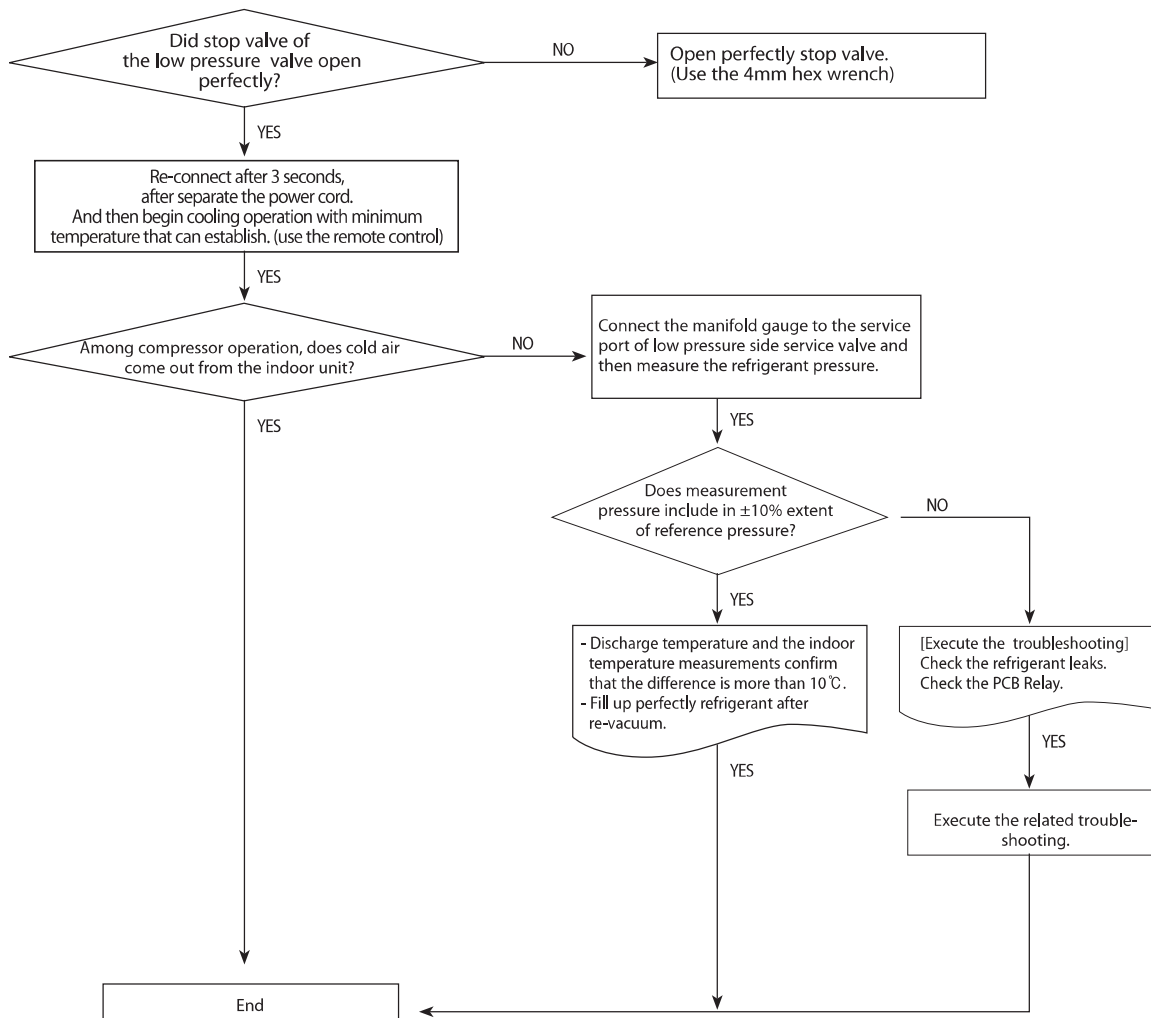 Did stop valve of
the low pressure valve open
perfectly?
NO
Open perfectly stop valve.
(Use the 4mm hex wrench)
YES
Re-connect after 3 seconds,
after separate the power cord.
And then begin cooling operation with minimum
temperature that can establish. (use the remote control)
YES
Among compressor operation, does cold air
come out from the indoor unit?
NO
Connect the manifold gauge to the service
port of low pressure side service valve and
then measure the refrigerant pressure.
YES
YES
Does measurement
pressure include in ±10% extent
of reference pressure?
NO
YES
- Discharge temperature and the indoor
temperature measurements confirm
that the difference is more than 10℃.
- Fill up perfectly refrigerant after
re-vacuum.
[Execute the troubleshooting]
Check the refrigerant leaks.
Check the PCB Relay.
YES
YES
Execute the related trouble-
shooting.
End